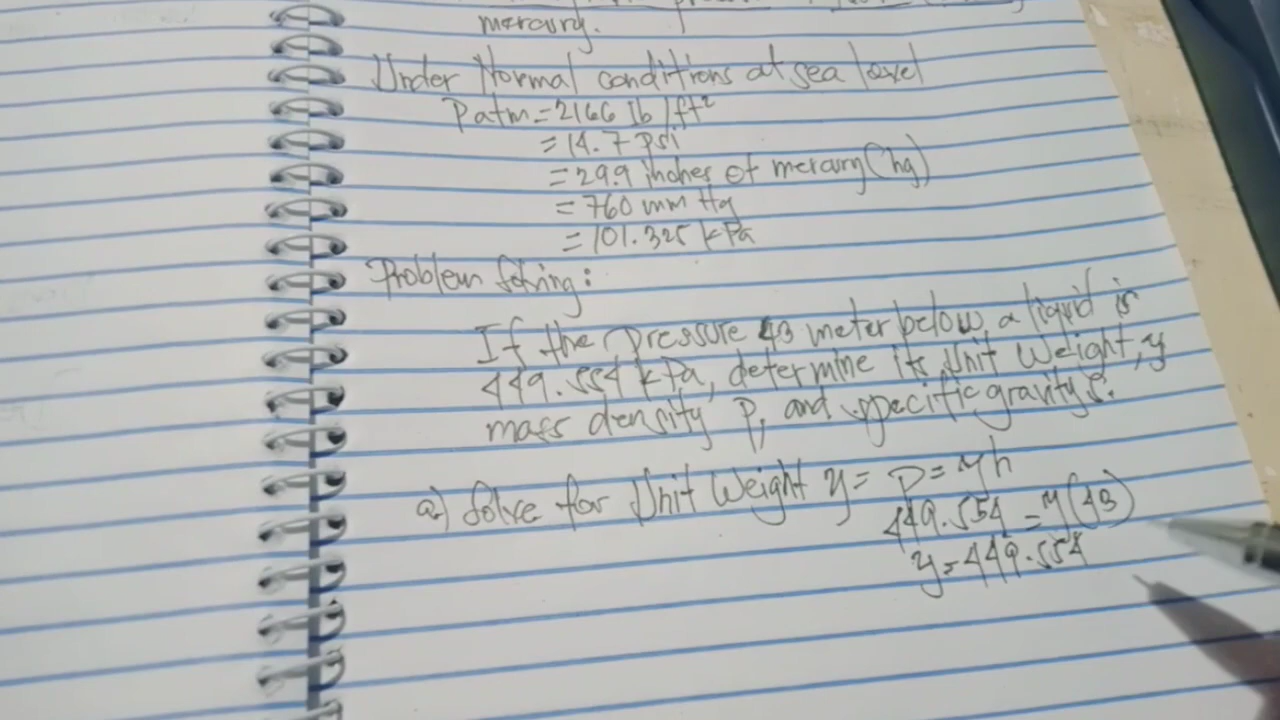 mercury.
Under Normal conditions at sea level
Patm = 2166 lb/ft²
= 14.7 psi
= 29.9 inches of mercury (hg)
= 760 mm Hg
= 101.325 kPa
Problem Solving:
If the pressure 43 meter below a liquid is
449.554 kPa, determine its Unit Weight, y
mass density ρ, and specific gravity s.
a) Solve for Unit Weight y = P = yh
449.554 = y(43)
y = 449.554